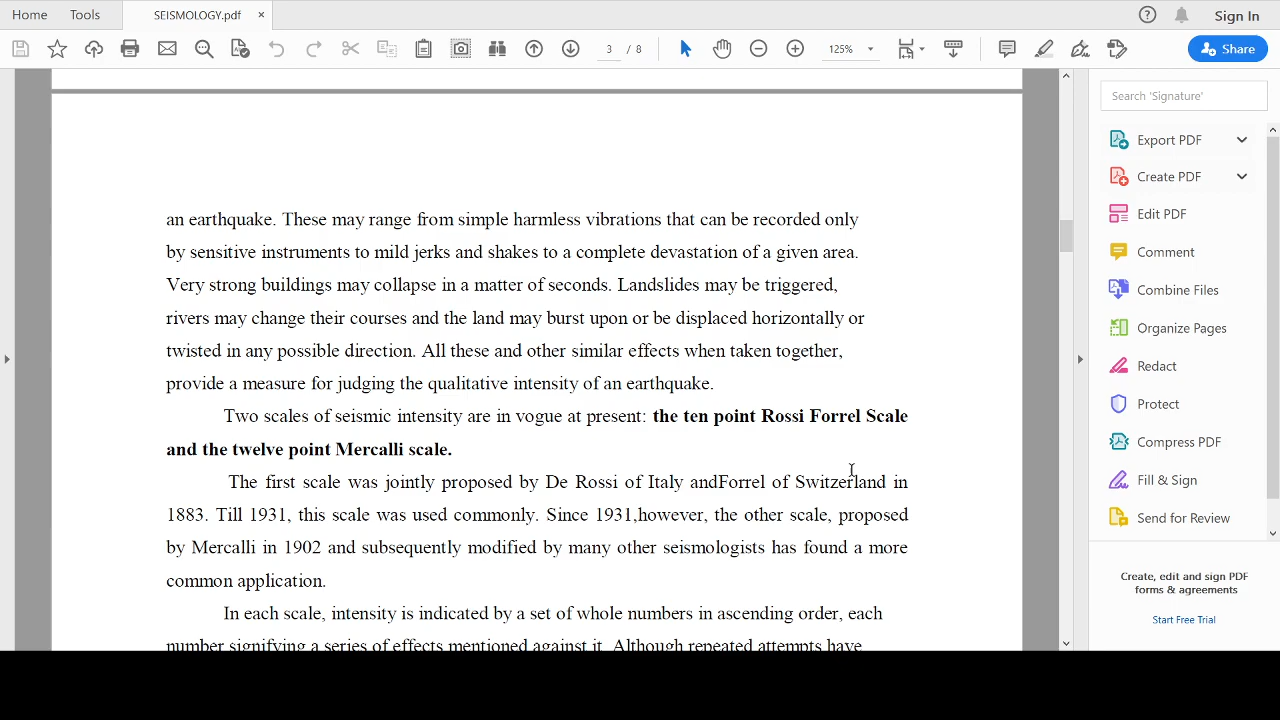 Home Tools SEISMOLOGY.pdf × Sign In
3 / 8 125% Share
Search 'Signature'
Export PDF
Create PDF
Edit PDF
Comment
Combine Files
Organize Pages
Redact
Protect
Compress PDF
Fill & Sign
Send for Review
Create, edit and sign PDF
forms & agreements
Start Free Trial
an earthquake. These may range from simple harmless vibrations that can be recorded only
by sensitive instruments to mild jerks and shakes to a complete devastation of a given area.
Very strong buildings may collapse in a matter of seconds. Landslides may be triggered,
rivers may change their courses and the land may burst upon or be displaced horizontally or
twisted in any possible direction. All these and other similar effects when taken together,
provide a measure for judging the qualitative intensity of an earthquake.
Two scales of seismic intensity are in vogue at present: the ten point Rossi Forrel Scale
and the twelve point Mercalli scale.
The first scale was jointly proposed by De Rossi of Italy andForrel of Switzerland in
1883. Till 1931, this scale was used commonly. Since 1931,however, the other scale, proposed
by Mercalli in 1902 and subsequently modified by many other seismologists has found a more
common application.
In each scale, intensity is indicated by a set of whole numbers in ascending order, each
number signifying a series of effects mentioned against it. Although repeated attempts have